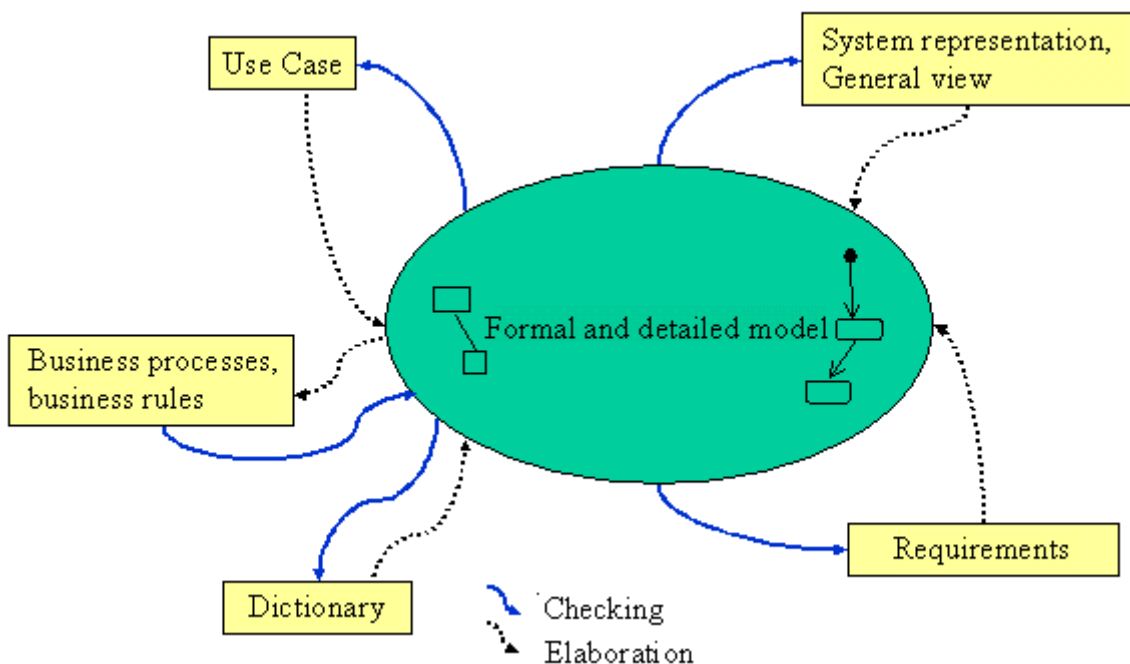 Use Case
System representation,
General view
Formal and detailed model
Business processes,
business rules
Requirements
Dictionary
Checking
Elaboration